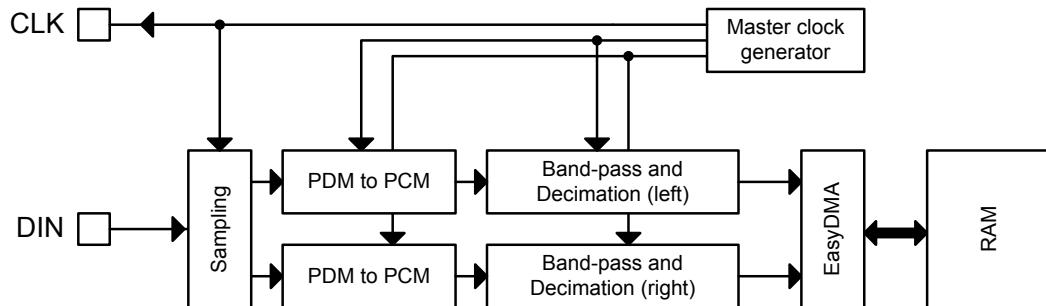 CLK
Master clock
generator
DIN
Sampling
PDM to PCM
Band-pass and
Decimation (left)
PDM to PCM
Band-pass and
Decimation (right)
EasyDMA
RAM